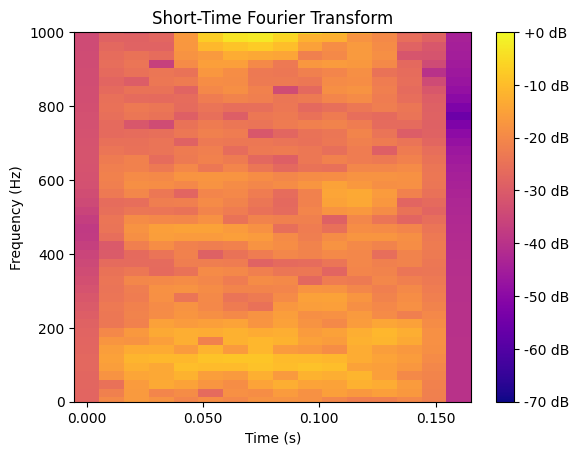 Short-Time Fourier Transform
Frequency (Hz)
1000
800
600
400
200
0
0.000
0.050
0.100
0.150
Time (s)
+0 dB
-10 dB
-20 dB
-30 dB
-40 dB
-50 dB
-60 dB
-70 dB